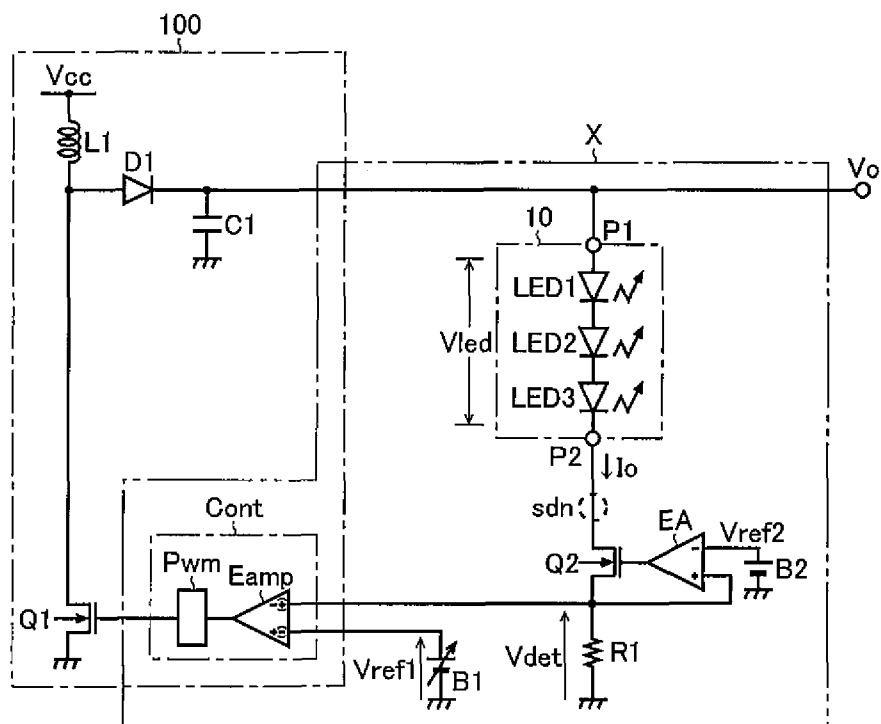 100
Vcc
L1
D1
C1
X
Vo
10
P1
LED1
LED2
LED3
Vled
P2
Io
sdn
EA
Vref2
Q2
B2
Cont
Pwm
Eamp
-(+)
+(-)
-
+
Q1
Vref1
B1
Vdet
R1